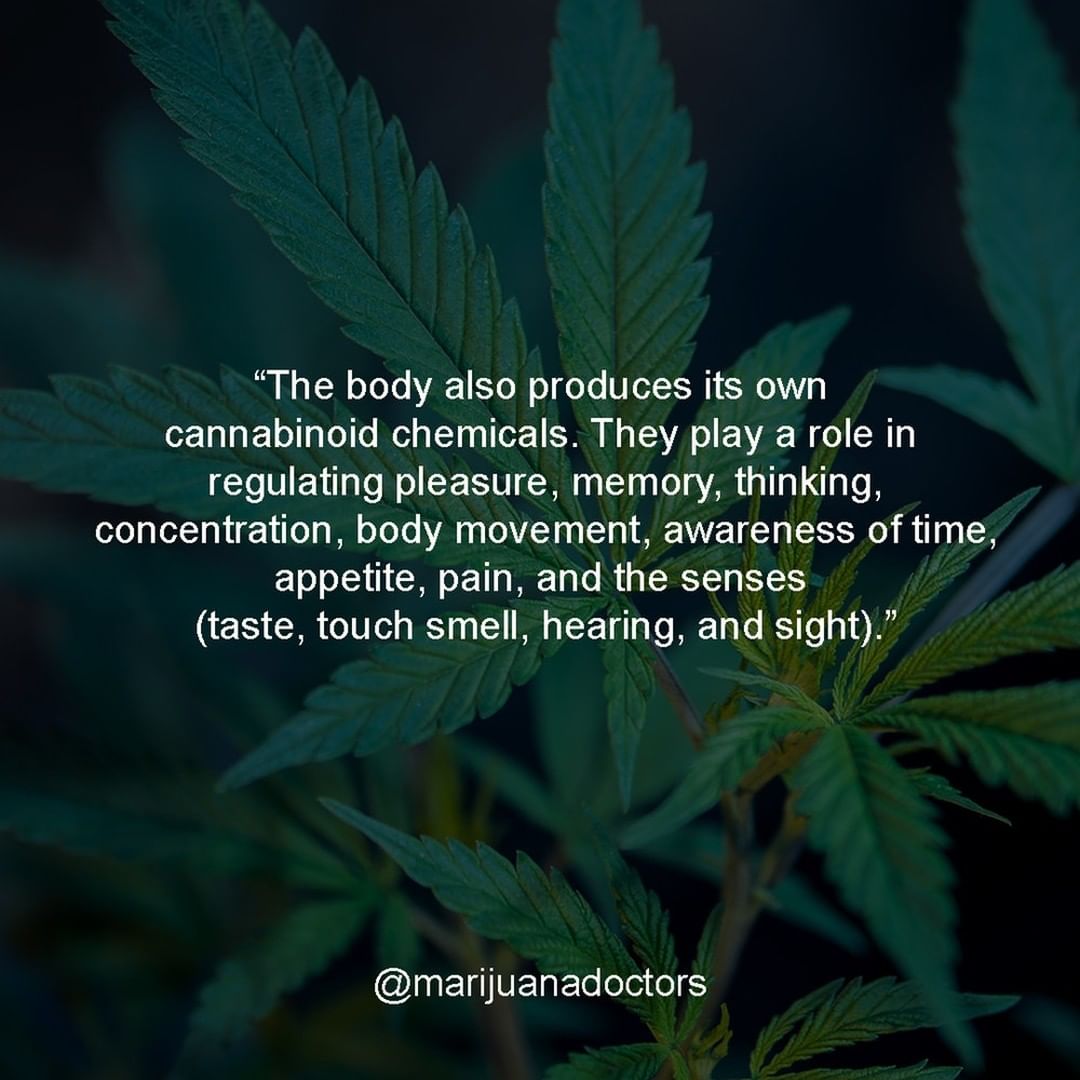 “The body also produces its own
cannabinoid chemicals. They play a role in
regulating pleasure, memory, thinking,
concentration, body movement, awareness of time,
appetite, pain, and the senses
(taste, touch smell, hearing, and sight).”
@marijuanadoctors